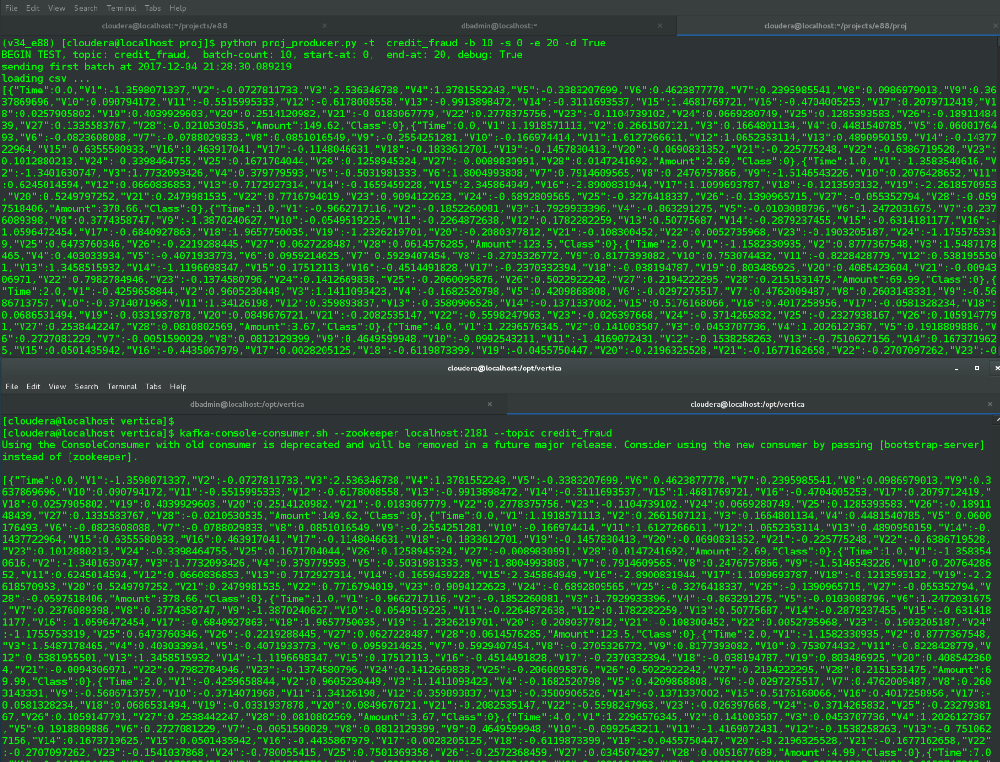 File Edit View Search Terminal Tabs Help
cloudera@localhost:~/projects/e88 × dbadmin@localhost:~ × cloudera@localhost:~/projects/e88/proj ×
(v34_e88) [cloudera@localhost proj]$ python proj_producer.py -t  credit_fraud -b 10 -s 0 -e 20 -d True
BEGIN TEST, topic: credit_fraud,  batch-count: 10, start-at: 0,  end-at: 20, debug: True
sending first batch at 2017-12-04 21:28:30.089219
loading csv ...
[{"Time":0.0,"V1":-1.3598071337,"V2":-0.0727811733,"V3":2.536346738,"V4":1.3781552243,"V5":-0.3383207699,"V6":0.4623877778,"V7":0.2395985541,"V8":0.0986979013,"V9":0.36
37869696,"V10":0.090794172,"V11":-0.5515995333,"V12":-0.6178008558,"V13":-0.9913898472,"V14":-0.3111693537,"V15":1.4681769721,"V16":-0.4704005253,"V17":0.2079712419,"V1
8":0.0257905802,"V19":0.4039929603,"V20":0.2514120982,"V21":-0.0183067779,"V22":0.2778375756,"V23":-0.1104739102,"V24":0.0669280749,"V25":0.1285393583,"V26":-0.18911484
39,"V27":0.1335583767,"V28":-0.0210530535,"Amount":149.62,"Class":0},{"Time":0.0,"V1":1.1918571113,"V2":0.2661507121,"V3":0.1664801134,"V4":0.4481540785,"V5":0.06001764
93,"V6":-0.0823608088,"V7":-0.0788029833,"V8":0.0851016549,"V9":-0.2554251281,"V10":-0.166974414,"V11":1.6127266611,"V12":1.0652353114,"V13":0.4890950159,"V14":-0.14377
22964,"V15":0.6355580933,"V16":0.463917041,"V17":-0.1148046631,"V18":-0.1833612701,"V19":-0.1457830413,"V20":-0.0690831352,"V21":-0.225775248,"V22":-0.6386719528,"V23":
0.1012880213,"V24":-0.3398464755,"V25":0.1671704044,"V26":0.1258945324,"V27":-0.0089830991,"V28":0.0147241692,"Amount":2.69,"Class":0},{"Time":1.0,"V1":-1.3583540616,"V
2":-1.3401630747,"V3":1.7732093426,"V4":0.379779593,"V5":-0.5031981333,"V6":1.8004993808,"V7":0.7914609565,"V8":0.2476757866,"V9":-1.5146543226,"V10":0.2076428652,"V11"
:0.6245014594,"V12":0.0660836853,"V13":0.7172927314,"V14":-0.1659459228,"V15":2.345864949,"V16":-2.8900831944,"V17":1.1099693787,"V18":-0.1213593132,"V19":-2.2618570953
,"V20":0.5249797252,"V21":0.2479981535,"V22":0.7716794019,"V23":0.9094122623,"V24":-0.6892809565,"V25":-0.3276418337,"V26":-0.1390965715,"V27":-0.055352794,"V28":-0.059
7518406,"Amount":378.66,"Class":0},{"Time":1.0,"V1":-0.9662717116,"V2":-0.1852260081,"V3":1.7929933396,"V4":-0.863291275,"V5":-0.0103088796,"V6":1.2472031675,"V7":0.237
6089398,"V8":0.3774358747,"V9":-1.3870240627,"V10":-0.0549519225,"V11":-0.2264872638,"V12":0.1782282259,"V13":0.50775687,"V14":-0.2879237455,"V15":-0.6314181177,"V16":-
1.0596472454,"V17":-0.6840927863,"V18":1.9657750035,"V19":-1.2326219701,"V20":-0.2080377812,"V21":-0.108300452,"V22":0.0052735968,"V23":-0.1903205187,"V24":-1.175575331
9,"V25":0.6473760346,"V26":-0.2219288445,"V27":0.0627228487,"V28":0.0614576285,"Amount":123.5,"Class":0},{"Time":2.0,"V1":-1.1582330935,"V2":0.8777367548,"V3":1.5487178
465,"V4":0.403033934,"V5":-0.4071933773,"V6":0.0959214625,"V7":0.5929407454,"V8":-0.2705326772,"V9":0.8177393082,"V10":0.753074432,"V11":-0.8228428779,"V12":0.538195550
1,"V13":1.3458515932,"V14":-1.1196698347,"V15":0.17512113,"V16":-0.4514491828,"V17":-0.2370332394,"V18":-0.038194787,"V19":0.803486925,"V20":0.4085423604,"V21":-0.00943
06971,"V22":0.7982784946,"V23":-0.1374580796,"V24":0.1412669838,"V25":-0.2060095876,"V26":0.5022922242,"V27":0.2194222295,"V28":0.2151531475,"Amount":69.99,"Class":0},{
"Time":2.0,"V1":-0.4259658844,"V2":0.9605230449,"V3":1.1411093423,"V4":-0.1682520798,"V5":0.4209868808,"V6":-0.0297275517,"V7":0.4762009487,"V8":0.2603143331,"V9":-0.56
86713757,"V10":-0.3714071968,"V11":1.34126198,"V12":0.359893837,"V13":-0.3580906526,"V14":-0.1371337002,"V15":0.5176168066,"V16":0.4017258956,"V17":-0.0581328234,"V18":
0.0686531494,"V19":-0.0331937878,"V20":0.0849676721,"V21":-0.2082535147,"V22":-0.5598247963,"V23":-0.026397668,"V24":-0.3714265832,"V25":-0.2327938167,"V26":0.105914779
1,"V27":0.2538442247,"V28":0.0810802569,"Amount":3.67,"Class":0},{"Time":4.0,"V1":1.2296576345,"V2":0.141003507,"V3":0.0453707736,"V4":1.2026127367,"V5":0.1918809886,"V
6":0.2727081229,"V7":-0.0051590029,"V8":0.0812129399,"V9":0.4649599948,"V10":-0.0992543211,"V11":-1.4169072431,"V12":-0.1538258263,"V13":-0.7510627156,"V14":0.167371962
5,"V15":0.0501435942,"V16":-0.4435867979,"V17":0.0028205125,"V18":-0.6119873399,"V19":-0.0455750447,"V20":-0.2196325528,"V21":-0.1677162658,"V22":-0.2707097262,"V23":-0
cloudera@localhost:/opt/vertica
File Edit View Search Terminal Tabs Help
dbadmin@localhost:/opt/vertica × cloudera@localhost:/opt/vertica ×
[cloudera@localhost vertica]$
[cloudera@localhost vertica]$ kafka-console-consumer.sh --zookeeper localhost:2181 --topic credit_fraud
Using the ConsoleConsumer with old consumer is deprecated and will be removed in a future major release. Consider using the new consumer by passing [bootstrap-server]
instead of [zookeeper].
[{"Time":0.0,"V1":-1.3598071337,"V2":-0.0727811733,"V3":2.536346738,"V4":1.3781552243,"V5":-0.3383207699,"V6":0.4623877778,"V7":0.2395985541,"V8":0.0986979013,"V9":0.3
637869696,"V10":0.090794172,"V11":-0.5515995333,"V12":-0.6178008558,"V13":-0.9913898472,"V14":-0.3111693537,"V15":1.4681769721,"V16":-0.4704005253,"V17":0.2079712419,"
V18":0.0257905802,"V19":0.4039929603,"V20":0.2514120982,"V21":-0.0183067779,"V22":0.2778375756,"V23":-0.1104739102,"V24":0.0669280749,"V25":0.1285393583,"V26":-0.18911
48439,"V27":0.1335583767,"V28":-0.0210530535,"Amount":149.62,"Class":0},{"Time":0.0,"V1":1.1918571113,"V2":0.2661507121,"V3":0.1664801134,"V4":0.4481540785,"V5":0.0600
176493,"V6":-0.0823608088,"V7":-0.0788029833,"V8":0.0851016549,"V9":-0.2554251281,"V10":-0.166974414,"V11":1.6127266611,"V12":1.0652353114,"V13":0.4890950159,"V14":-0.
1437722964,"V15":0.6355580933,"V16":0.463917041,"V17":-0.1148046631,"V18":-0.1833612701,"V19":-0.1457830413,"V20":-0.0690831352,"V21":-0.225775248,"V22":-0.6386719528,
"V23":0.1012880213,"V24":-0.3398464755,"V25":0.1671704044,"V26":0.1258945324,"V27":-0.0089830991,"V28":0.0147241692,"Amount":2.69,"Class":0},{"Time":1.0,"V1":-1.358354
0616,"V2":-1.3401630747,"V3":1.7732093426,"V4":0.379779593,"V5":-0.5031981333,"V6":1.8004993808,"V7":0.7914609565,"V8":0.2476757866,"V9":-1.5146543226,"V10":0.20764286
52,"V11":0.6245014594,"V12":0.0660836853,"V13":0.7172927314,"V14":-0.1659459228,"V15":2.345864949,"V16":-2.8900831944,"V17":1.1099693787,"V18":-0.1213593132,"V19":-2.2
618570953,"V20":0.5249797252,"V21":0.2479981535,"V22":0.7716794019,"V23":0.9094122623,"V24":-0.6892809565,"V25":-0.3276418337,"V26":-0.1390965715,"V27":-0.055352794,"V
28":-0.0597518406,"Amount":378.66,"Class":0},{"Time":1.0,"V1":-0.9662717116,"V2":-0.1852260081,"V3":1.7929933396,"V4":-0.863291275,"V5":-0.0103088796,"V6":1.2472031675
,"V7":0.2376089398,"V8":0.3774358747,"V9":-1.3870240627,"V10":-0.0549519225,"V11":-0.2264872638,"V12":0.1782282259,"V13":0.50775687,"V14":-0.2879237455,"V15":-0.631418
1177,"V16":-1.0596472454,"V17":-0.6840927863,"V18":1.9657750035,"V19":-1.2326219701,"V20":-0.2080377812,"V21":-0.108300452,"V22":0.0052735968,"V23":-0.1903205187,"V24"
:-1.1755753319,"V25":0.6473760346,"V26":-0.2219288445,"V27":0.0627228487,"V28":0.0614576285,"Amount":123.5,"Class":0},{"Time":2.0,"V1":-1.1582330935,"V2":0.8777367548,
"V3":1.5487178465,"V4":0.403033934,"V5":-0.4071933773,"V6":0.0959214625,"V7":0.5929407454,"V8":-0.2705326772,"V9":0.8177393082,"V10":0.753074432,"V11":-0.8228428779,"V
12":0.5381955501,"V13":1.3458515932,"V14":-1.1196698347,"V15":0.17512113,"V16":-0.4514491828,"V17":-0.2370332394,"V18":-0.038194787,"V19":0.803486925,"V20":0.408542360
4,"V21":-0.0094306971,"V22":0.7982784946,"V23":-0.1374580796,"V24":0.1412669838,"V25":-0.2060095876,"V26":0.5022922242,"V27":0.2194222295,"V28":0.2151531475,"Amount":6
9.99,"Class":0},{"Time":2.0,"V1":-0.4259658844,"V2":0.9605230449,"V3":1.1411093423,"V4":-0.1682520798,"V5":0.4209868808,"V6":-0.0297275517,"V7":0.4762009487,"V8":0.260
3143331,"V9":-0.5686713757,"V10":-0.3714071968,"V11":1.34126198,"V12":0.359893837,"V13":-0.3580906526,"V14":-0.1371337002,"V15":0.5176168066,"V16":0.4017258956,"V17":-
0.0581328234,"V18":0.0686531494,"V19":-0.0331937878,"V20":0.0849676721,"V21":-0.2082535147,"V22":-0.5598247963,"V23":-0.026397668,"V24":-0.3714265832,"V25":-0.23279381
67,"V26":0.1059147791,"V27":0.2538442247,"V28":0.0810802569,"Amount":3.67,"Class":0},{"Time":4.0,"V1":1.2296576345,"V2":0.141003507,"V3":0.0453707736,"V4":1.2026127367
,"V5":0.1918809886,"V6":0.2727081229,"V7":-0.0051590029,"V8":0.0812129399,"V9":0.4649599948,"V10":-0.0992543211,"V11":-1.4169072431,"V12":-0.1538258263,"V13":-0.751062
7156,"V14":0.1673719625,"V15":0.0501435942,"V16":-0.4435867979,"V17":0.0028205125,"V18":-0.6119873399,"V19":-0.0455750447,"V20":-0.2196325528,"V21":-0.1677162658,"V22"
:-0.2707097262,"V23":-0.1541037868,"V24":-0.780055415,"V25":0.7501369358,"V26":-0.2572368459,"V27":0.0345074297,"V28":0.0051677689,"Amount":4.99,"Class":0},{"Time":7.0